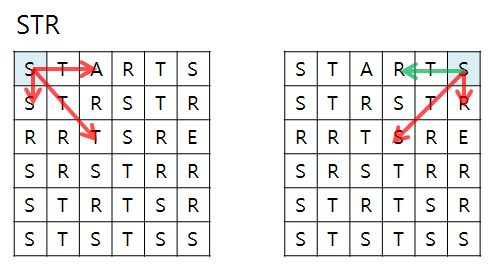 STR
S T A R T S S T A R T S
S T R S T R S T R S T R
R R T S R E R R T S R E
S R S T R R S R S T R R
S T R T S R S T R T S R
S T S T S S S T S T S S